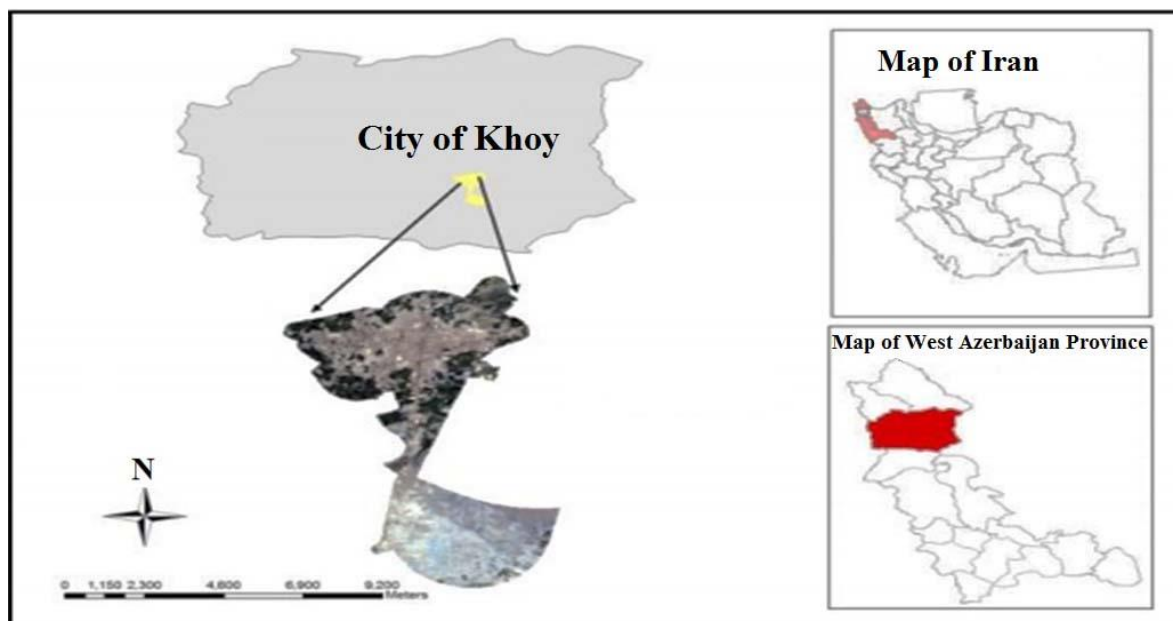 Map of Iran
City of Khoy
Map of West Azerbaijan Province
N
0 1,150 2,300 4,600 6,900 9,200
Meters